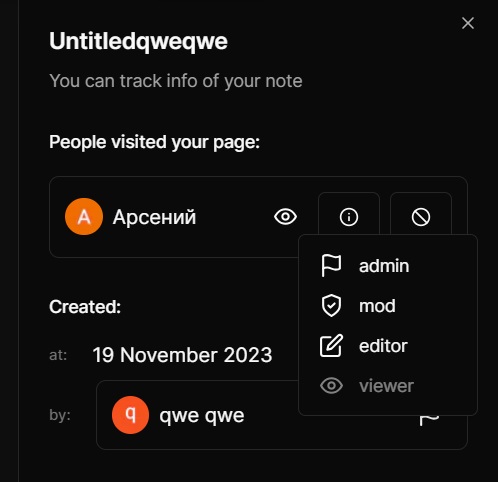 Untitledqweqwe
You can track info of your note
People visited your page:
А Арсений
admin
mod
editor
viewer
Created:
at: 19 November 2023
by: q qwe qwe